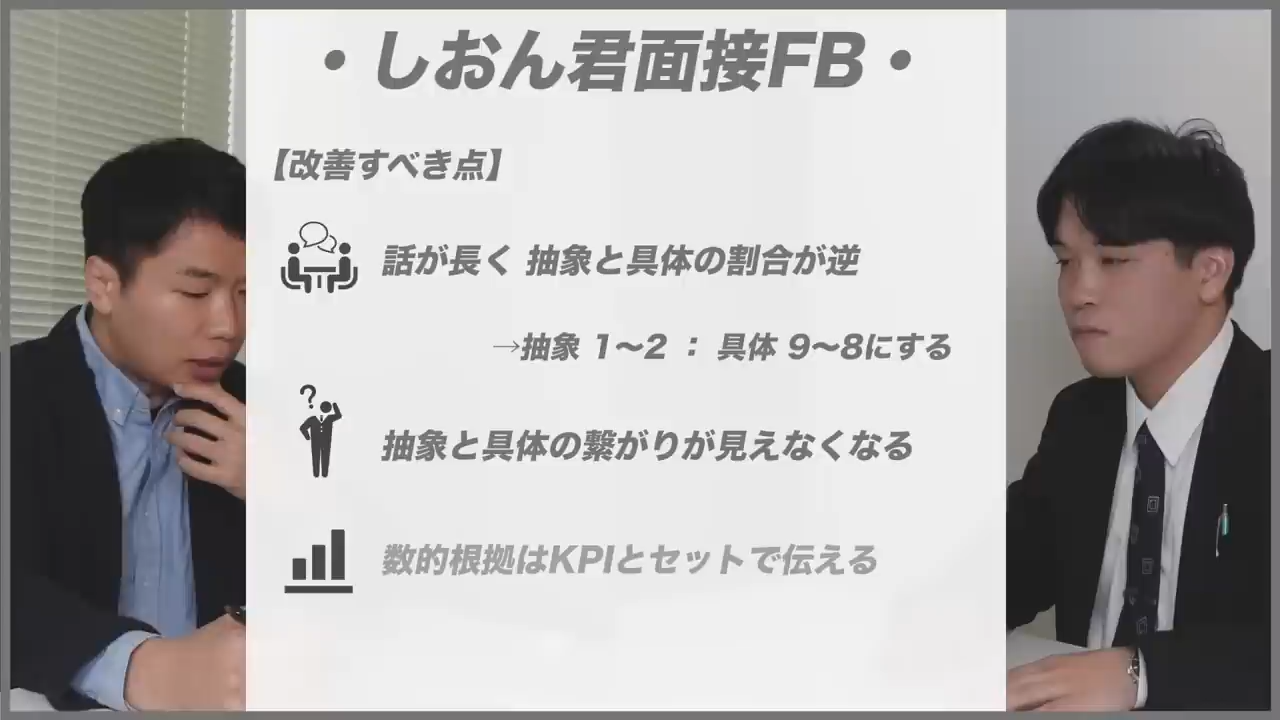 ・しおん君面接FB・
【改善すべき点】
話が長く 抽象と具体の割合が逆
→抽象 1〜2 : 具体 9〜8にする
?
抽象と具体の繋がりが見えなくなる
数的根拠はKPIとセットで伝える